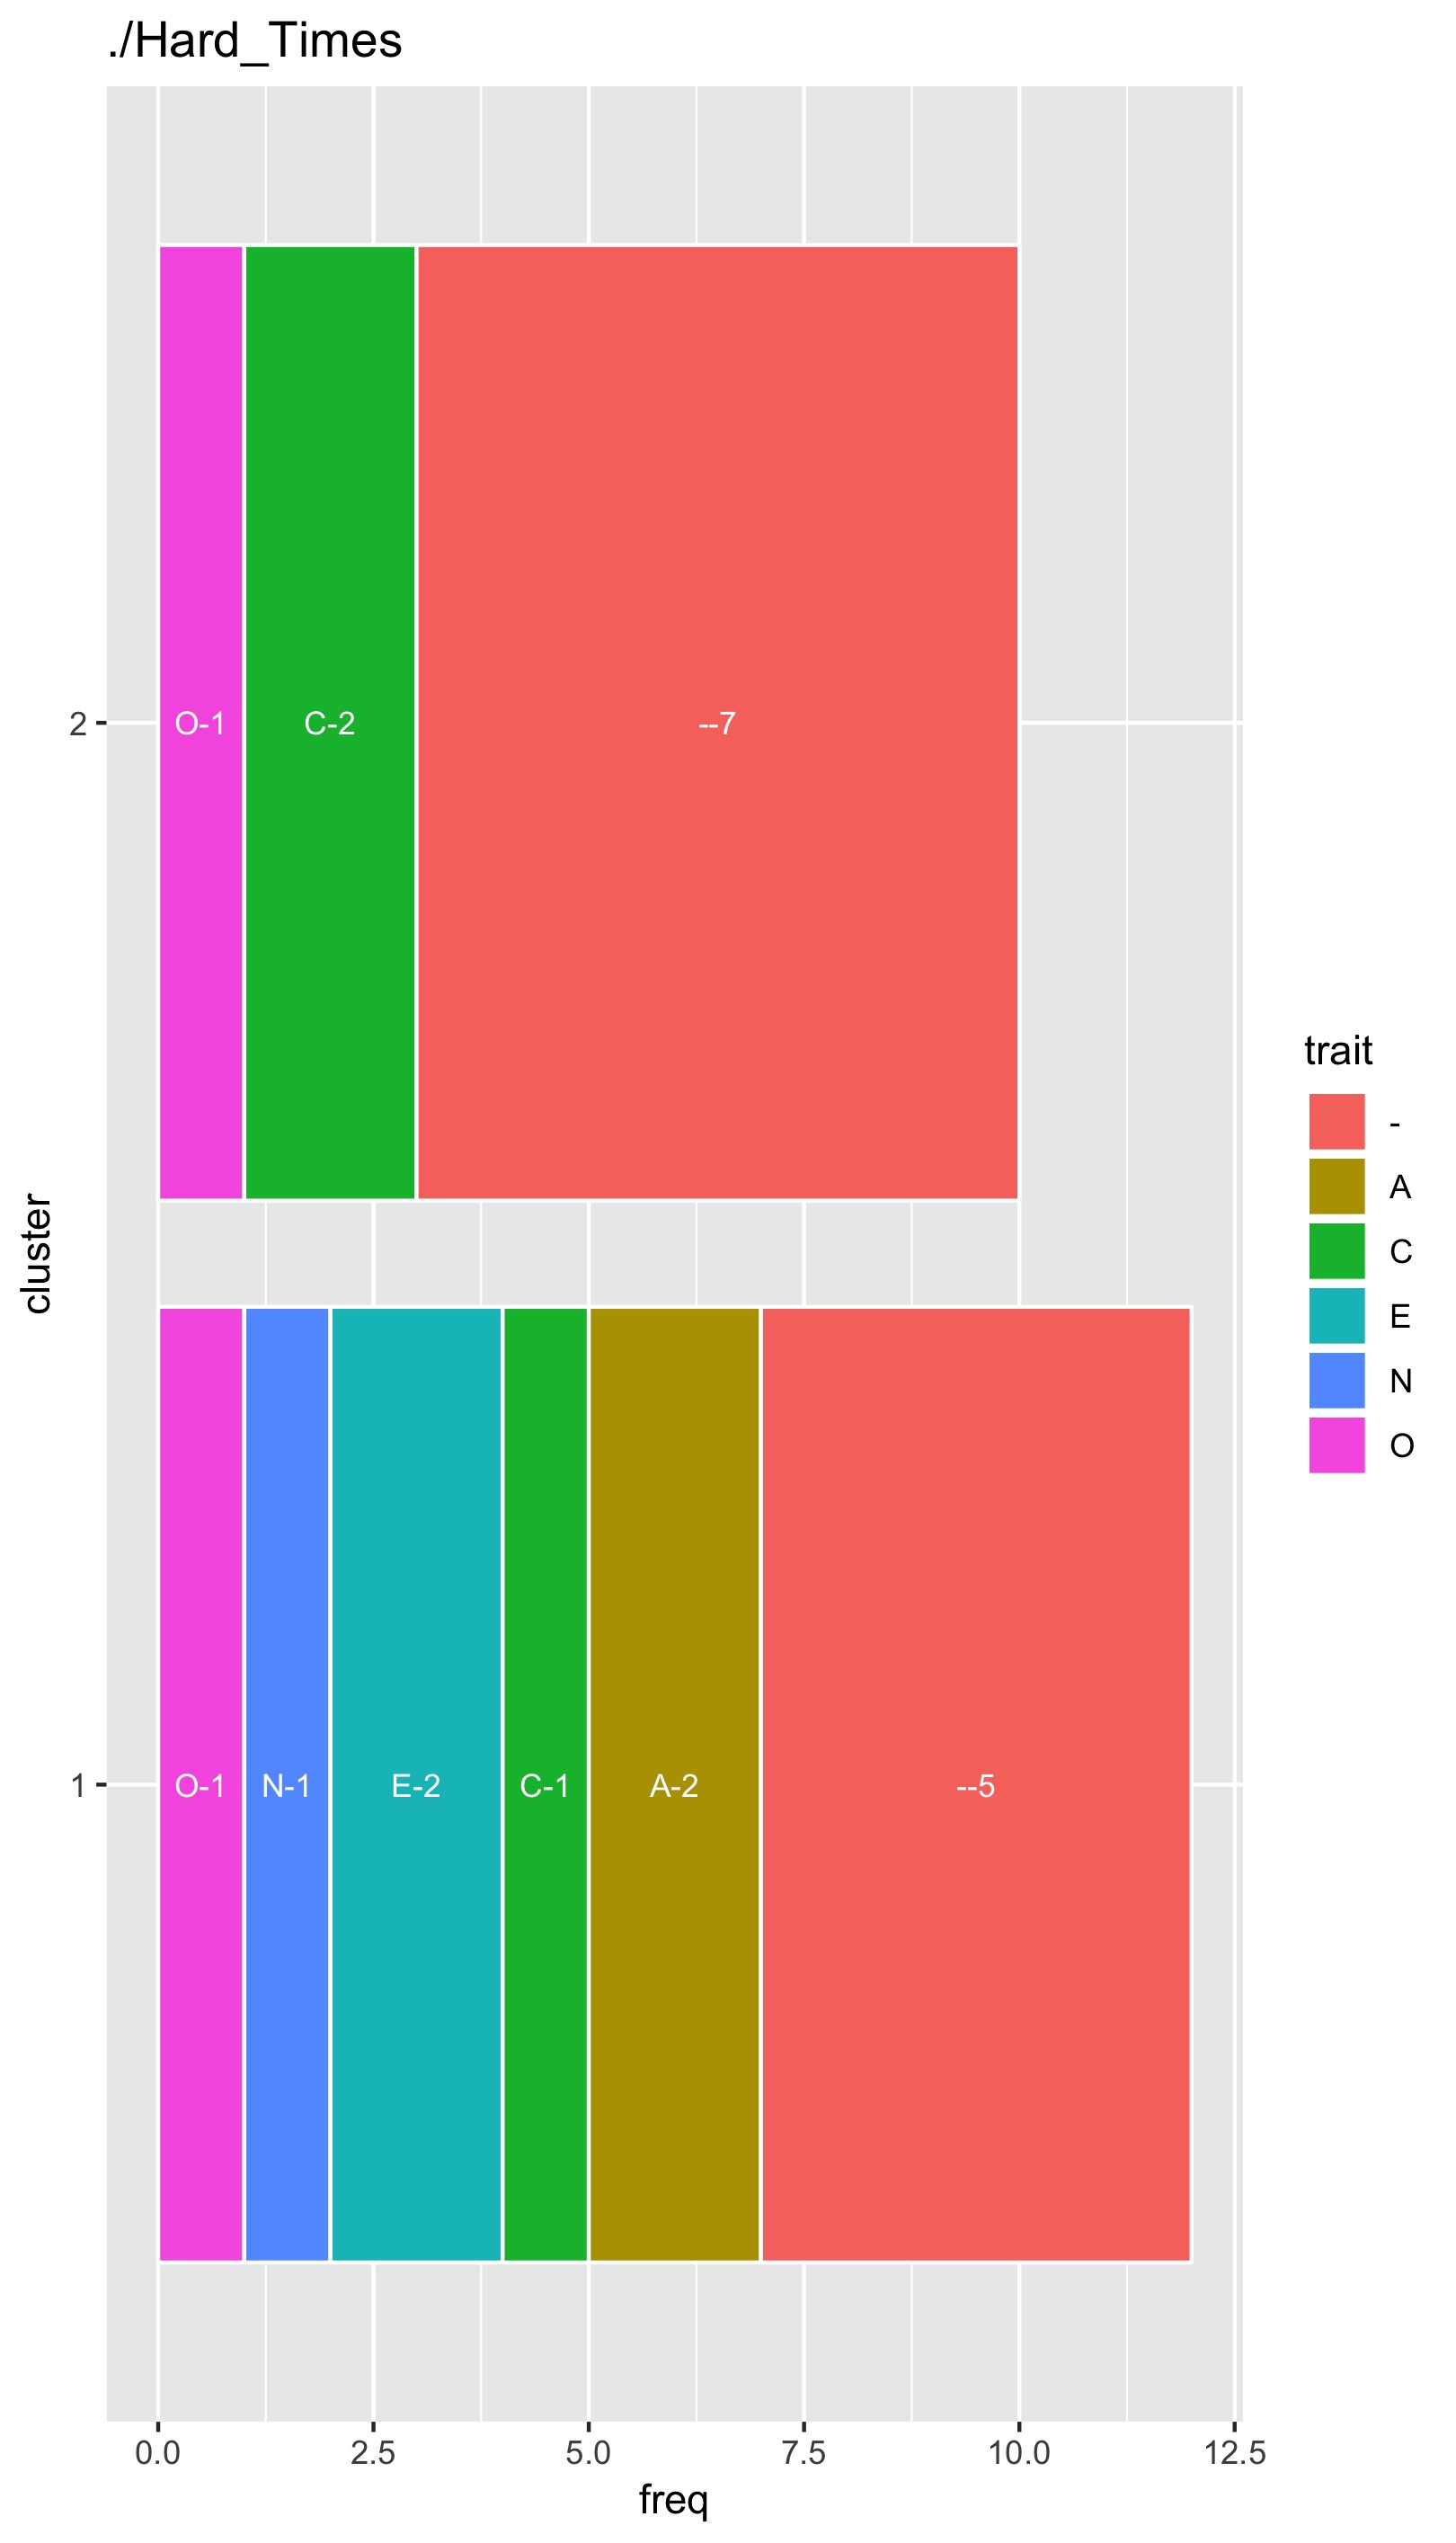 ./Hard_Times
cluster
2
O-1 C-2 --7
1
O-1 N-1 E-2 C-1 A-2 --5
0.0 2.5 5.0 7.5 10.0 12.5
freq
trait
-
A
C
E
N
O